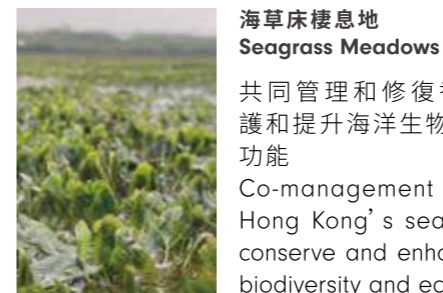 海草床棲息地
Seagrass Meadows
共同管理和修復
護和提升海洋生物
功能
Co-management
Hong Kong's sea
conserve and enha
biodiversity and ec